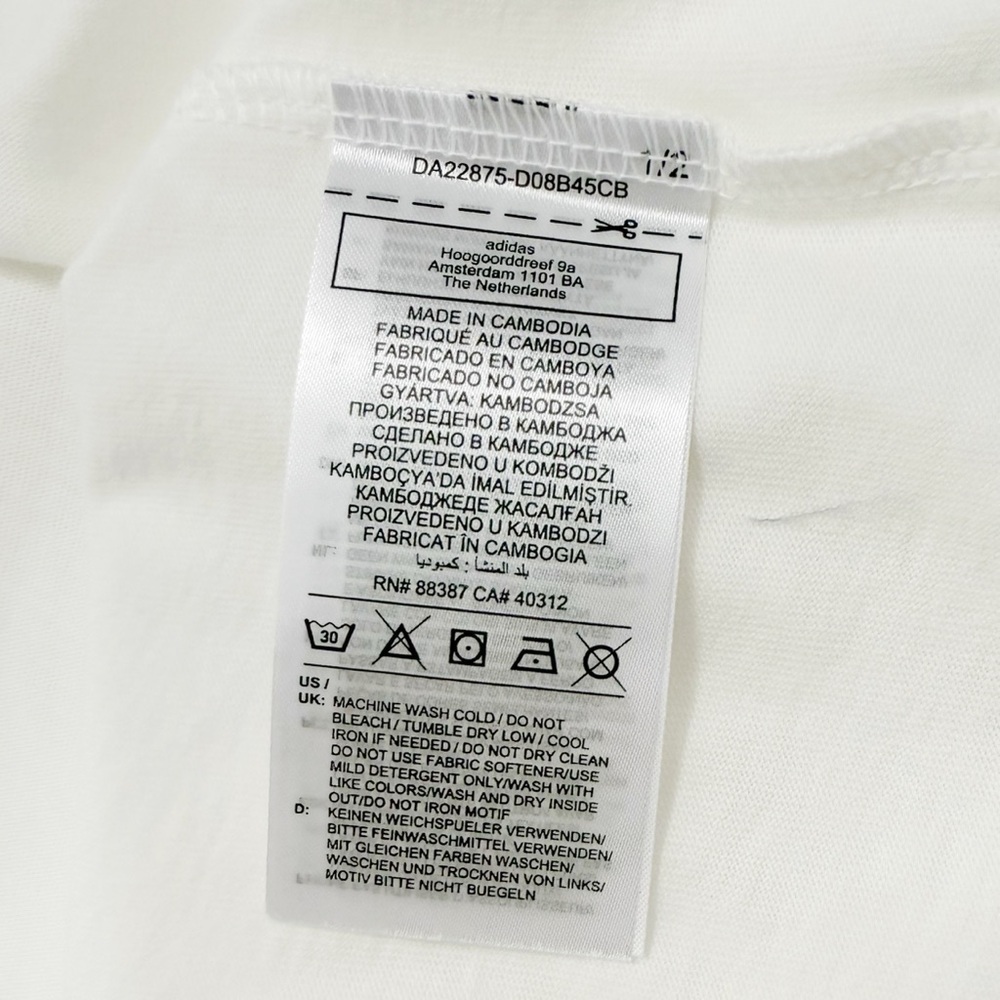 1/2
DA22875-D08B45CB
adidas
Hoogoorddreef 9a
Amsterdam 1101 BA
The Netherlands
MADE IN CAMBODIA
FABRIQUÉ AU CAMBODGE
FABRICADO EN CAMBOYA
FABRICADO NO CAMBOJA
GYÁRTVA: KAMBODZSA
ПРОИЗВЕДЕНО В КАМБОДЖА
СДЕЛАНО В КАМБОДЖЕ
PROIZVEDENO U KOMBODŽI
KAMBOÇYA'DA İMAL EDİLMİŞTİR.
КАМБОДЖЕДЕ ЖАСАЛҒАН
PROIZVEDENO U KAMBODZI
FABRICAT ÎN CAMBOGIA
بلد المنشأ : كمبوديا
RN# 88387 CA# 40312
30
US /
UK: MACHINE WASH COLD / DO NOT
BLEACH / TUMBLE DRY LOW / COOL
IRON IF NEEDED / DO NOT DRY CLEAN
DO NOT USE FABRIC SOFTENER/USE
MILD DETERGENT ONLY/WASH WITH
LIKE COLORS/WASH AND DRY INSIDE
OUT/DO NOT IRON MOTIF
D: KEINEN WEICHSPUELER VERWENDEN/
BITTE FEINWASCHMITTEL VERWENDEN/
MIT GLEICHEN FARBEN WASCHEN/
WASCHEN UND TROCKNEN VON LINKS/
MOTIV BITTE NICHT BUEGELN